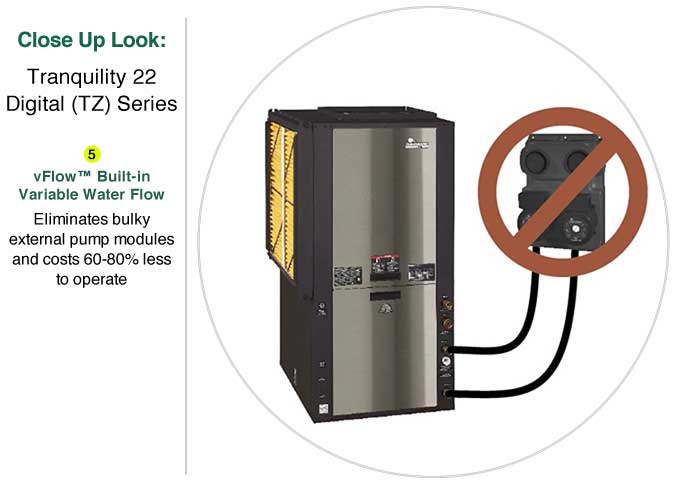 Close Up Look:
Tranquility 22
Digital (TZ) Series
5
vFlow™ Built-in
Variable Water Flow
Eliminates bulky
external pump modules
and costs 60-80% less
to operate